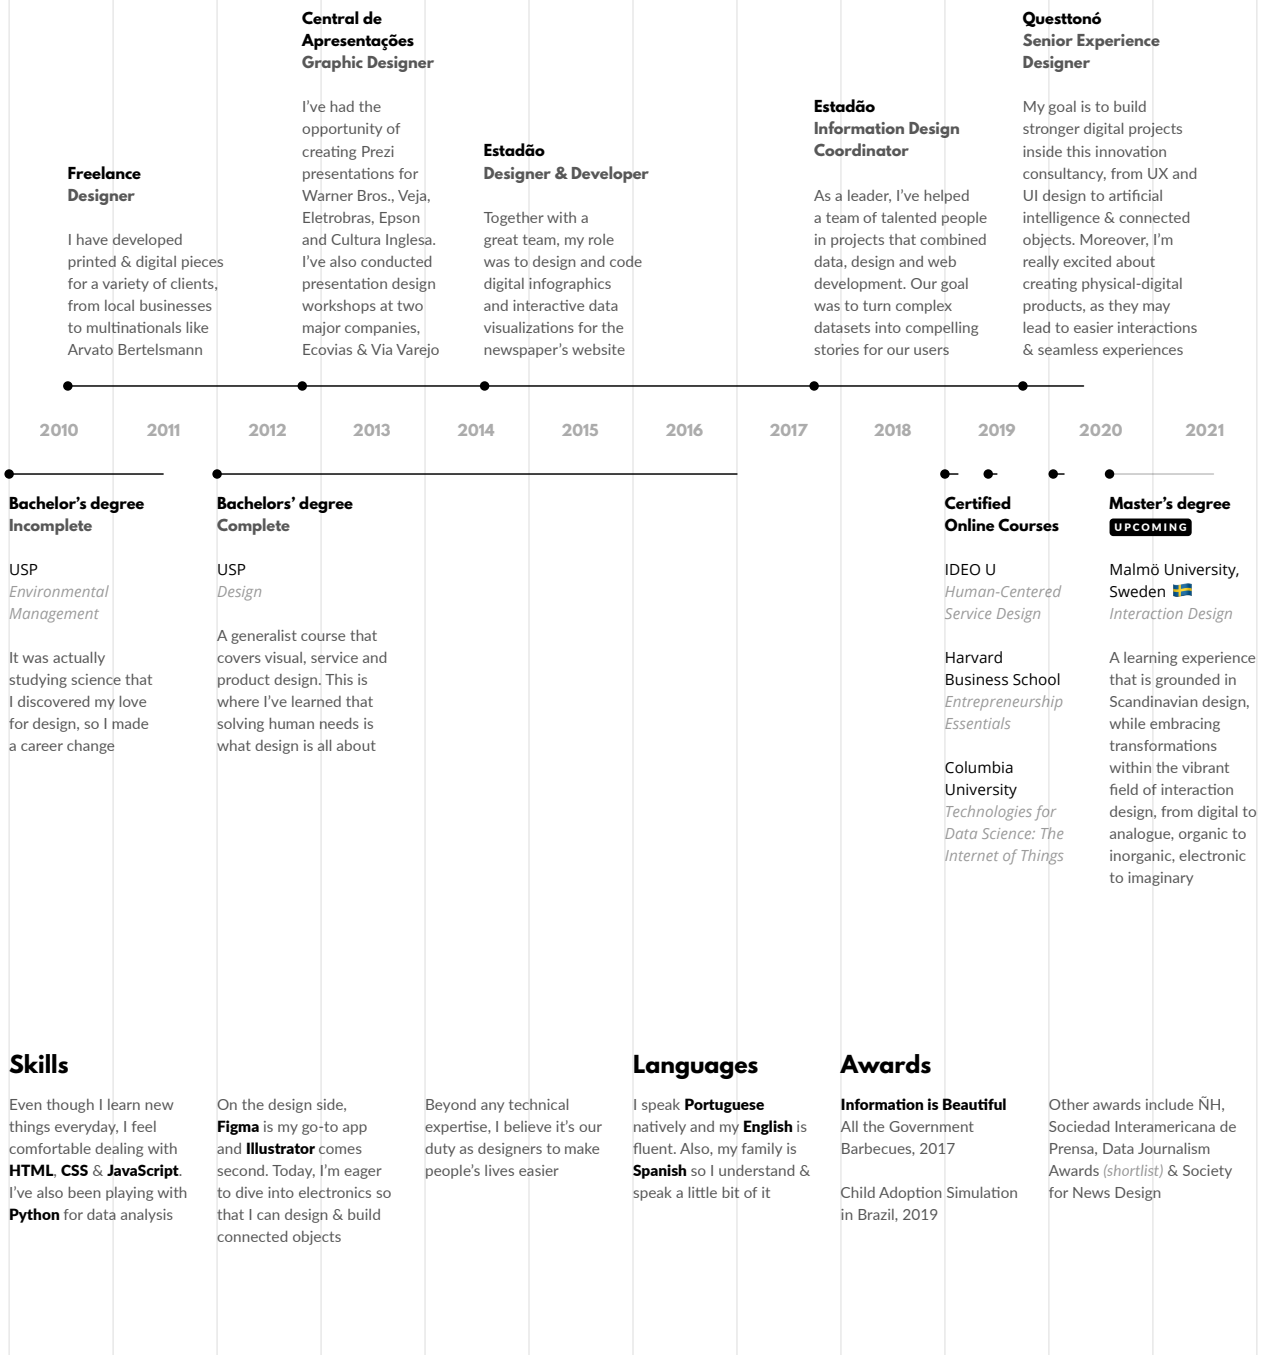 Freelance
Designer
I have developed
printed & digital pieces
for a variety of clients,
from local businesses
to multinationals like
Arvato Bertelsmann
Central de
Apresentações
Graphic Designer
I've had the
opportunity of
creating Prezi
presentations for
Warner Bros., Veja,
Eletrobras, Epson
and Cultura Inglesa.
I've also conducted
presentation design
workshops at two
major companies,
Ecovias & Via Varejo
Estadão
Designer & Developer
Together with a
great team, my role
was to design and code
digital infographics
and interactive data
visualizations for the
newspaper's website
Estadão
Information Design
Coordinator
As a leader, I've helped
a team of talented people
in projects that combined
data, design and web
development. Our goal
was to turn complex
datasets into compelling
stories for our users
Questtonó
Senior Experience
Designer
My goal is to build
stronger digital projects
inside this innovation
consultancy, from UX and
UI design to artificial
intelligence & connected
objects. Moreover, I'm
really excited about
creating physical-digital
products, as they may
lead to easier interactions
& seamless experiences
2010 2011 2012 2013 2014 2015 2016 2017 2018 2019 2020 2021
Bachelor's degree
Incomplete
USP
Environmental
Management
It was actually
studying science that
I discovered my love
for design, so I made
a career change
Bachelors' degree
Complete
USP
Design
A generalist course that
covers visual, service and
product design. This is
where I've learned that
solving human needs is
what design is all about
Certified
Online Courses
IDEO U
Human-Centered
Service Design
Harvard
Business School
Entrepreneurship
Essentials
Columbia
University
Technologies for
Data Science: The
Internet of Things
Master's degree
UPCOMING
Malmö University,
Sweden 🇸🇪
Interaction Design
A learning experience
that is grounded in
Scandinavian design,
while embracing
transformations
within the vibrant
field of interaction
design, from digital to
analogue, organic to
inorganic, electronic
to imaginary
Skills
Even though I learn new
things everyday, I feel
comfortable dealing with
HTML, CSS & JavaScript.
I've also been playing with
Python for data analysis
On the design side,
Figma is my go-to app
and Illustrator comes
second. Today, I'm eager
to dive into electronics so
that I can design & build
connected objects
Beyond any technical
expertise, I believe it's our
duty as designers to make
people's lives easier
Languages
I speak Portuguese
natively and my English is
fluent. Also, my family is
Spanish so I understand &
speak a little bit of it
Awards
Information is Beautiful
All the Government
Barbecues, 2017
Child Adoption Simulation
in Brazil, 2019
Other awards include ÑH,
Sociedad Interamericana de
Prensa, Data Journalism
Awards (shortlist) & Society
for News Design